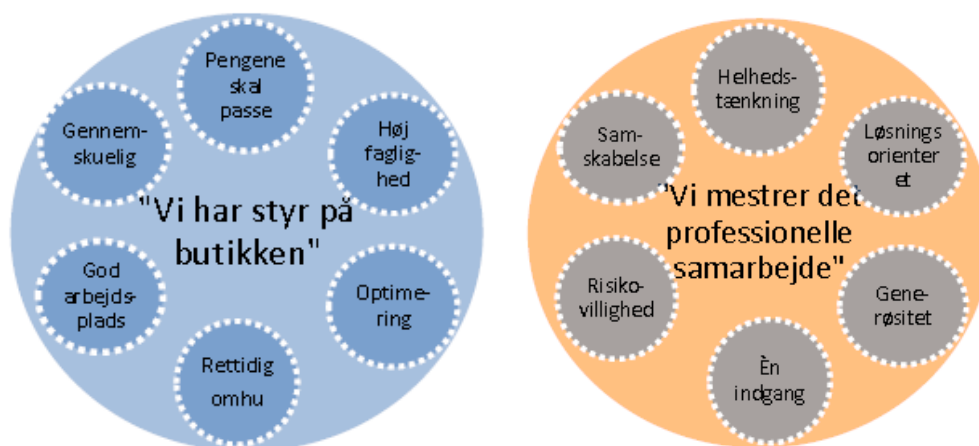 Pengene
skal
passe
Gennem-
skuelig
Høj
faglig-
hed
"Vi har styr på
butikken"
God
arbejds-
plads
Optime-
ring
Rettidig
omhu
Helheds-
tænkning
Sam-
skabelse
Løsnings
orienter
et
"Vi mestrer det
professionelle
samarbejde"
Risiko-
villighed
Gene-
røsitet
Èn
indgang